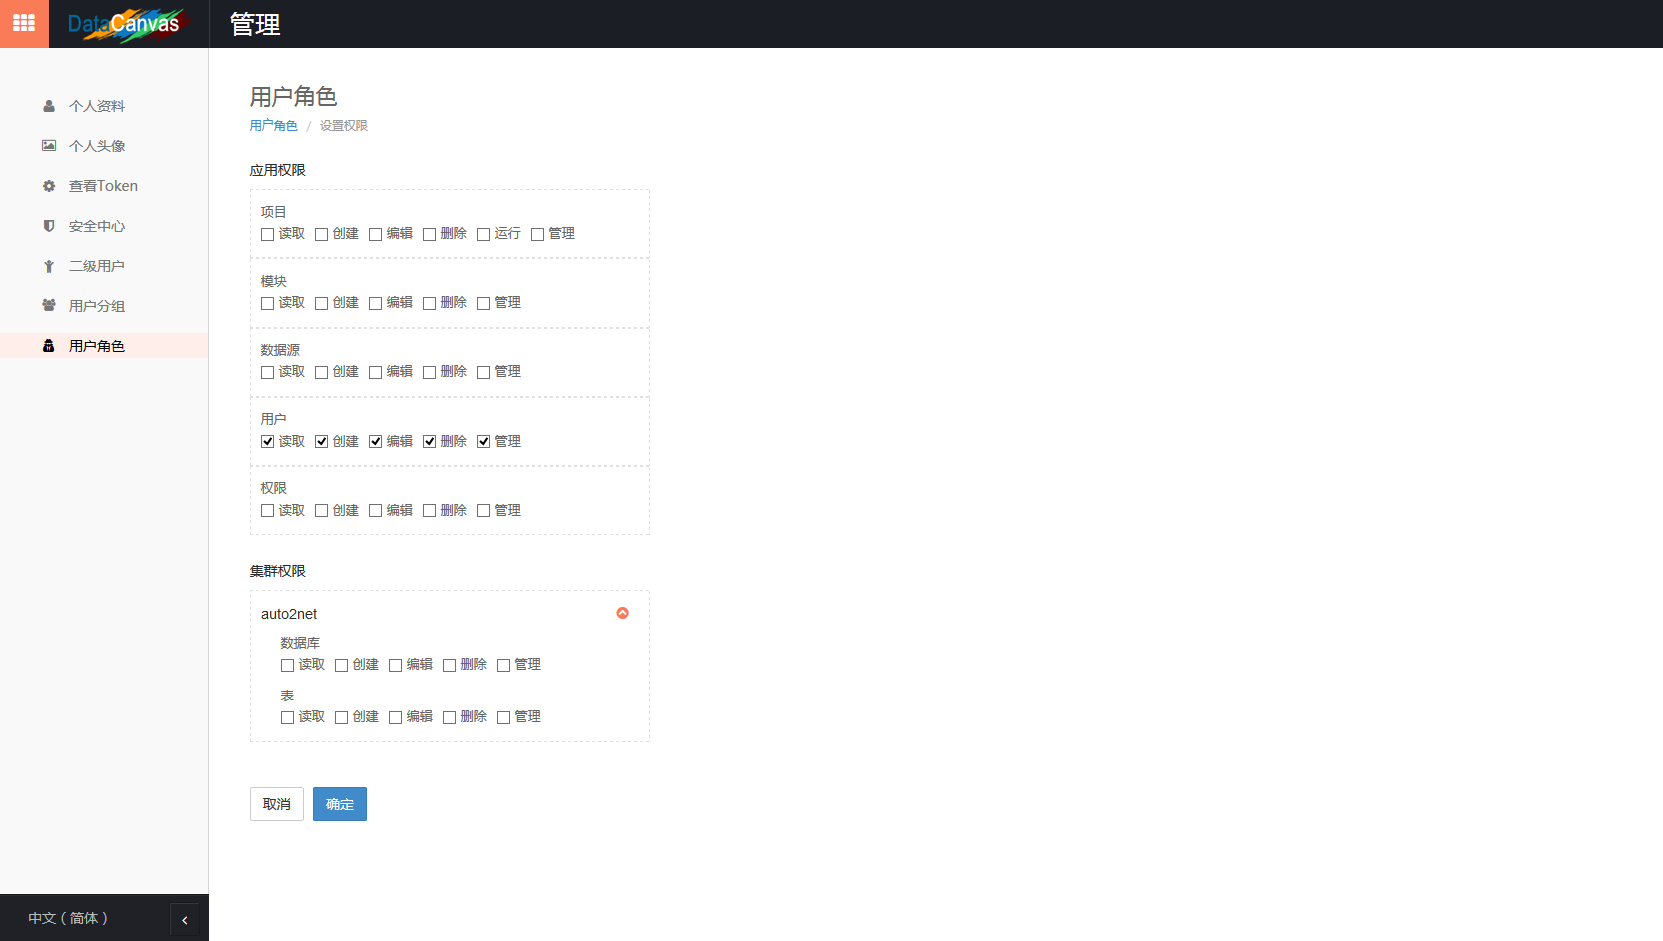 DataCanvas
管理
个人资料
个人头像
查看Token
安全中心
二级用户
用户分组
用户角色
用户角色
用户角色 / 设置权限
应用权限
项目
读取 创建 编辑 删除 运行 管理
模块
读取 创建 编辑 删除 管理
数据源
读取 创建 编辑 删除 管理
用户
读取 创建 编辑 删除 管理
权限
读取 创建 编辑 删除 管理
集群权限
auto2net
数据库
读取 创建 编辑 删除 管理
表
读取 创建 编辑 删除 管理
取消 确定
中文 ( 简体 )